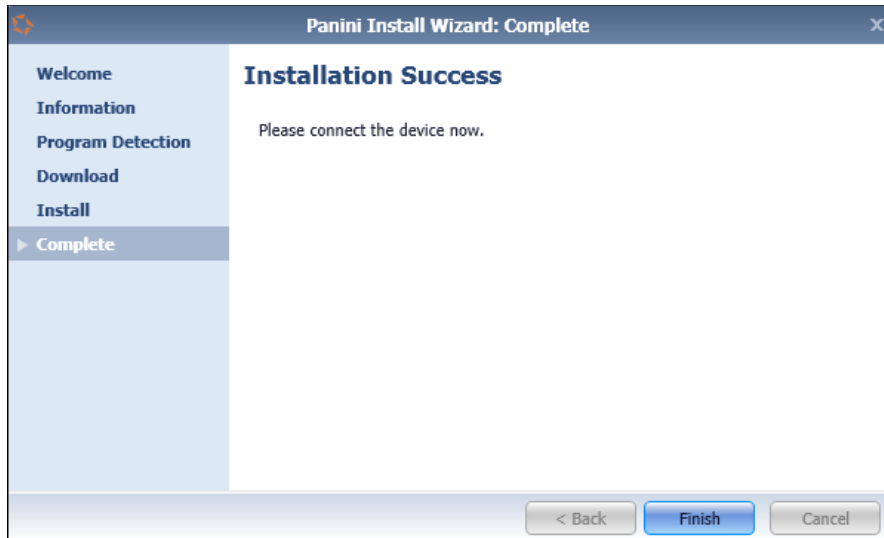 Panini Install Wizard: Complete
x
Welcome
Information
Program Detection
Download
Install
Complete
Installation Success
Please connect the device now.
< Back
Finish
Cancel